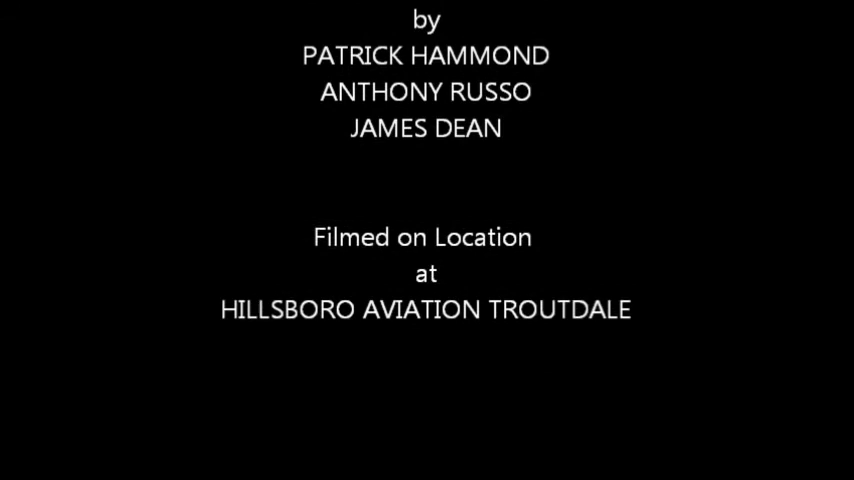 by
PATRICK HAMMOND
ANTHONY RUSSO
JAMES DEAN
Filmed on Location
at
HILLSBORO AVIATION TROUTDALE